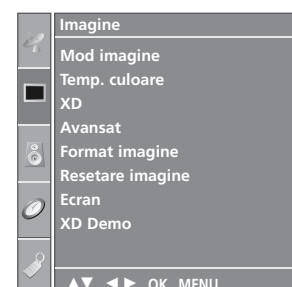 Imagine
Mod imagine
Temp. culoare
XD
Avansat
Format imagine
Resetare imagine
Ecran
XD Demo
▲▼ ◄► OK MENU